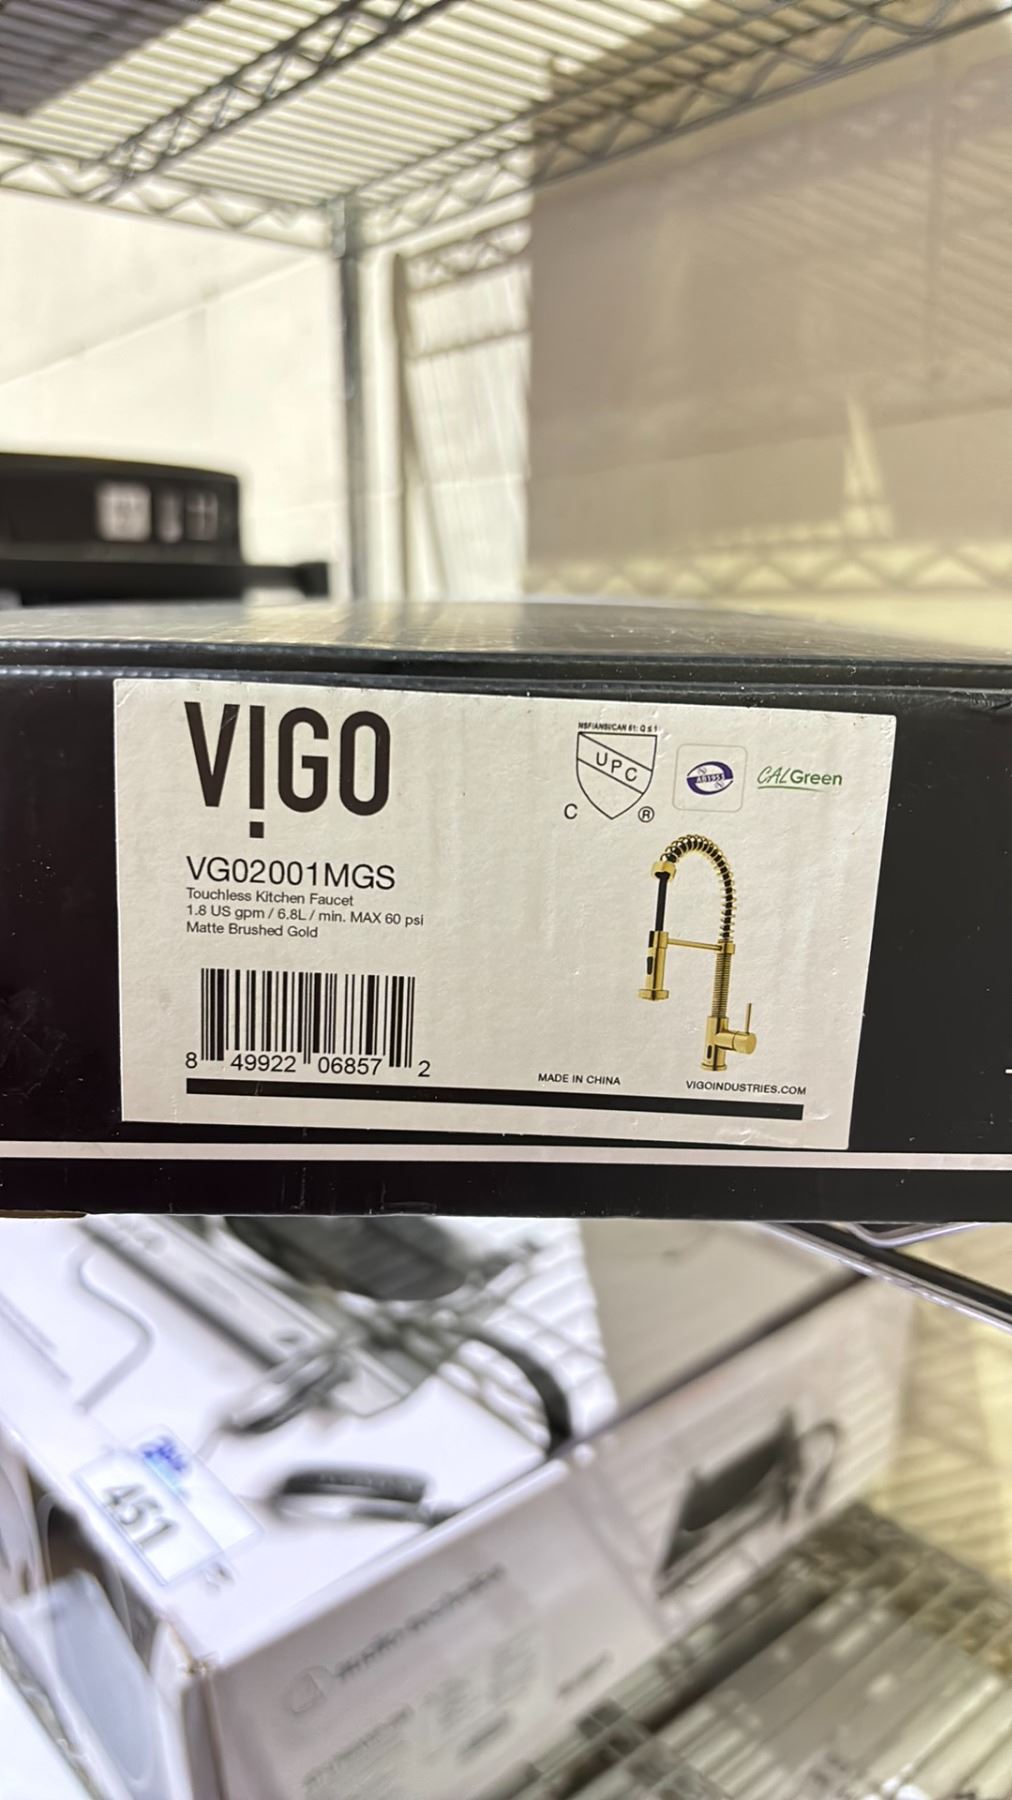 VIGO
NSF/ANSI/CAN 61: Q ≤ 1
UPC
C ®
AB1953
CALGreen
VG02001MGS
Touchless Kitchen Faucet
1.8 US gpm / 6.8L / min. MAX 60 psi
Matte Brushed Gold
8 49922 06857 2
MADE IN CHINA
VIGOINDUSTRIES.COM
451